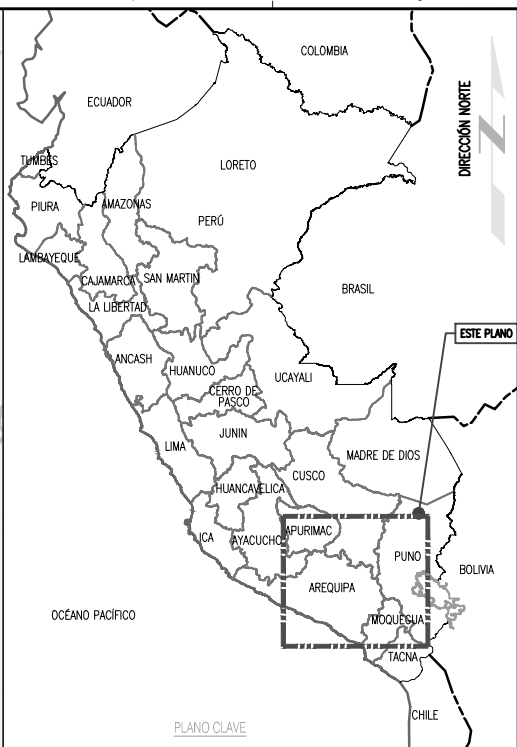 COLOMBIA
ECUADOR
DIRECCIÓN NORTE
N
TUMBES
LORETO
PIURA
AMAZONAS
PERÚ
LAMBAYEQUE
CAJAMARCA
SAN MARTIN
BRASIL
LA LIBERTAD
ESTE PLANO
ANCASH
HUANUCO
UCAYALI
CERRO DE
PASCO
LIMA
JUNIN
MADRE DE DIOS
CUSCO
HUANCAVELICA
ICA
AYACUCHO
APURIMAC
PUNO
BOLIVIA
AREQUIPA
OCÉANO PACÍFICO
MOQUEGUA
TACNA
CHILE
PLANO CLAVE